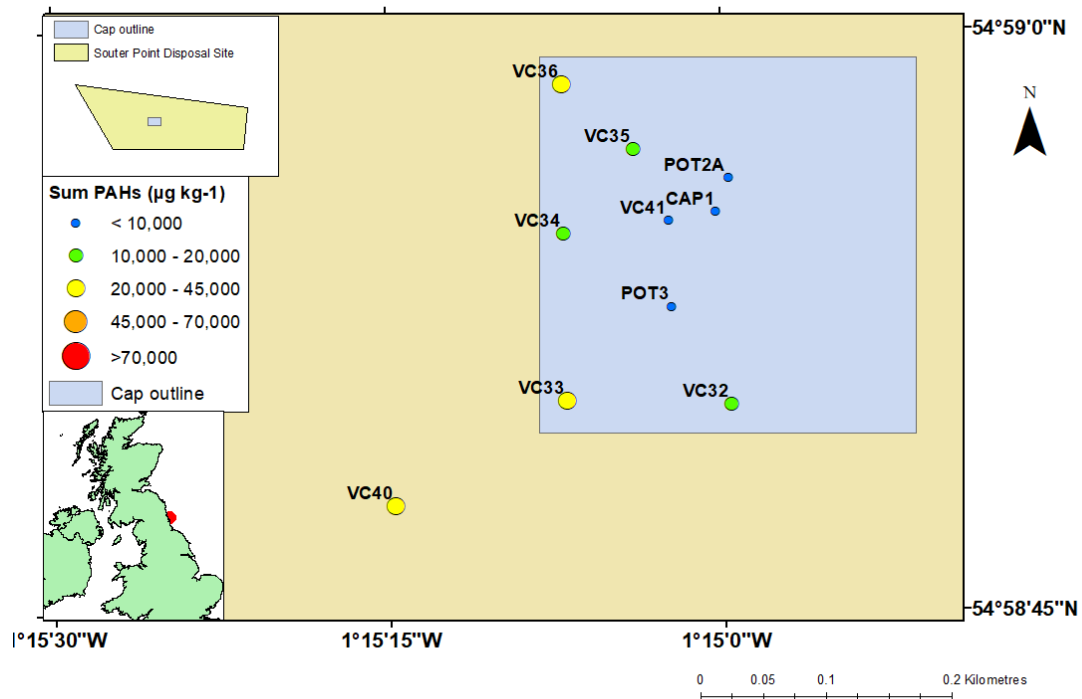 Cap outline
Souter Point Disposal Site
Sum PAHs (µg kg-1)
< 10,000
10,000 - 20,000
20,000 - 45,000
45,000 - 70,000
>70,000
Cap outline
54°59'0"N
N
VC36
VC35
POT2A
CAP1
VC41
VC34
POT3
VC33
VC32
VC40
54°58'45"N
1°15'30"W
1°15'15"W
1°15'0"W
0 0.05 0.1 0.2 Kilometres